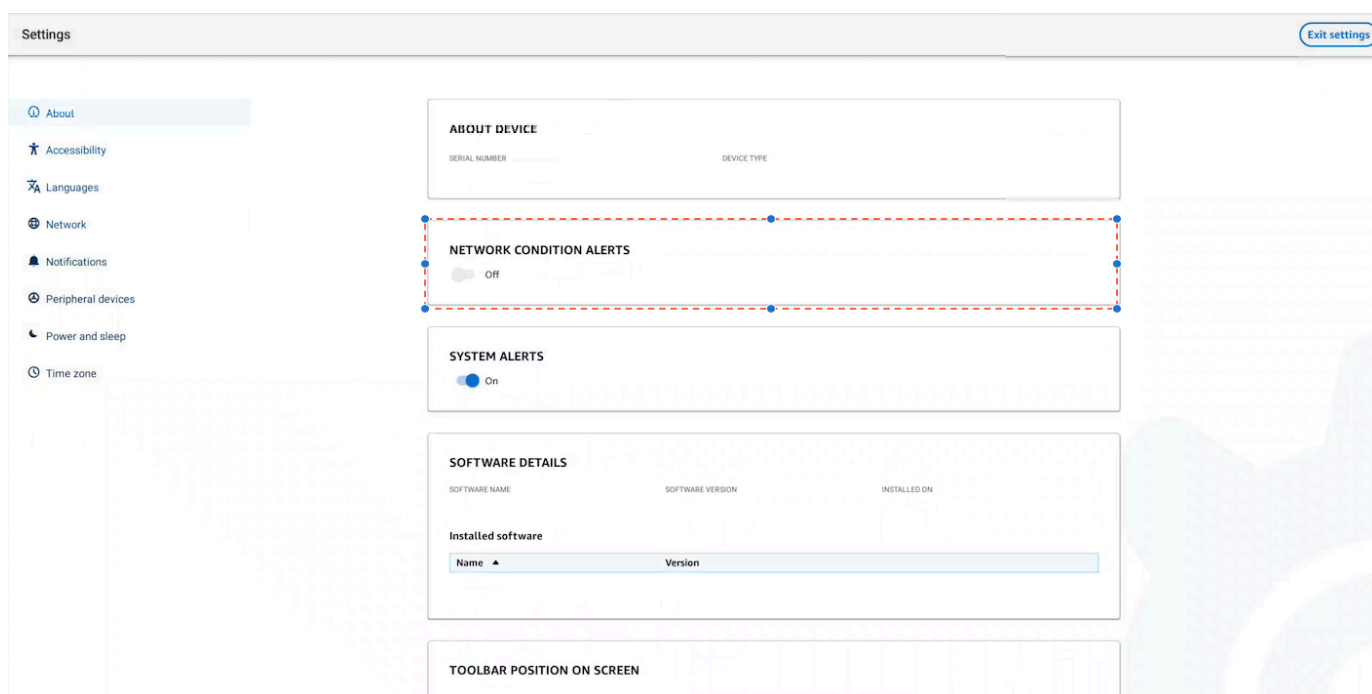 Settings
Exit settings
About
Accessibility
Languages
Network
Notifications
Peripheral devices
Power and sleep
Time zone
ABOUT DEVICE
SERIAL NUMBER DEVICE TYPE
NETWORK CONDITION ALERTS
Off
SYSTEM ALERTS
On
SOFTWARE DETAILS
SOFTWARE NAME SOFTWARE VERSION INSTALLED ON
Installed software
Name Version
TOOLBAR POSITION ON SCREEN